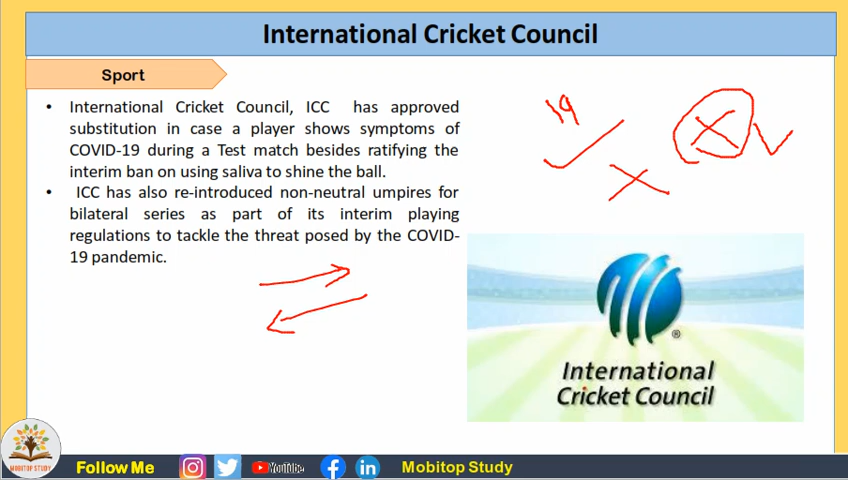 International Cricket Council
Sport
• International Cricket Council, ICC has approved
substitution in case a player shows symptoms of
COVID-19 during a Test match besides ratifying the
interim ban on using saliva to shine the ball.
• ICC has also re-introduced non-neutral umpires for
bilateral series as part of its interim playing
regulations to tackle the threat posed by the COVID-
19 pandemic.
19
®
International
Cricket Council
MOBITOP STUDY
Follow Me
YouTube
Mobitop Study